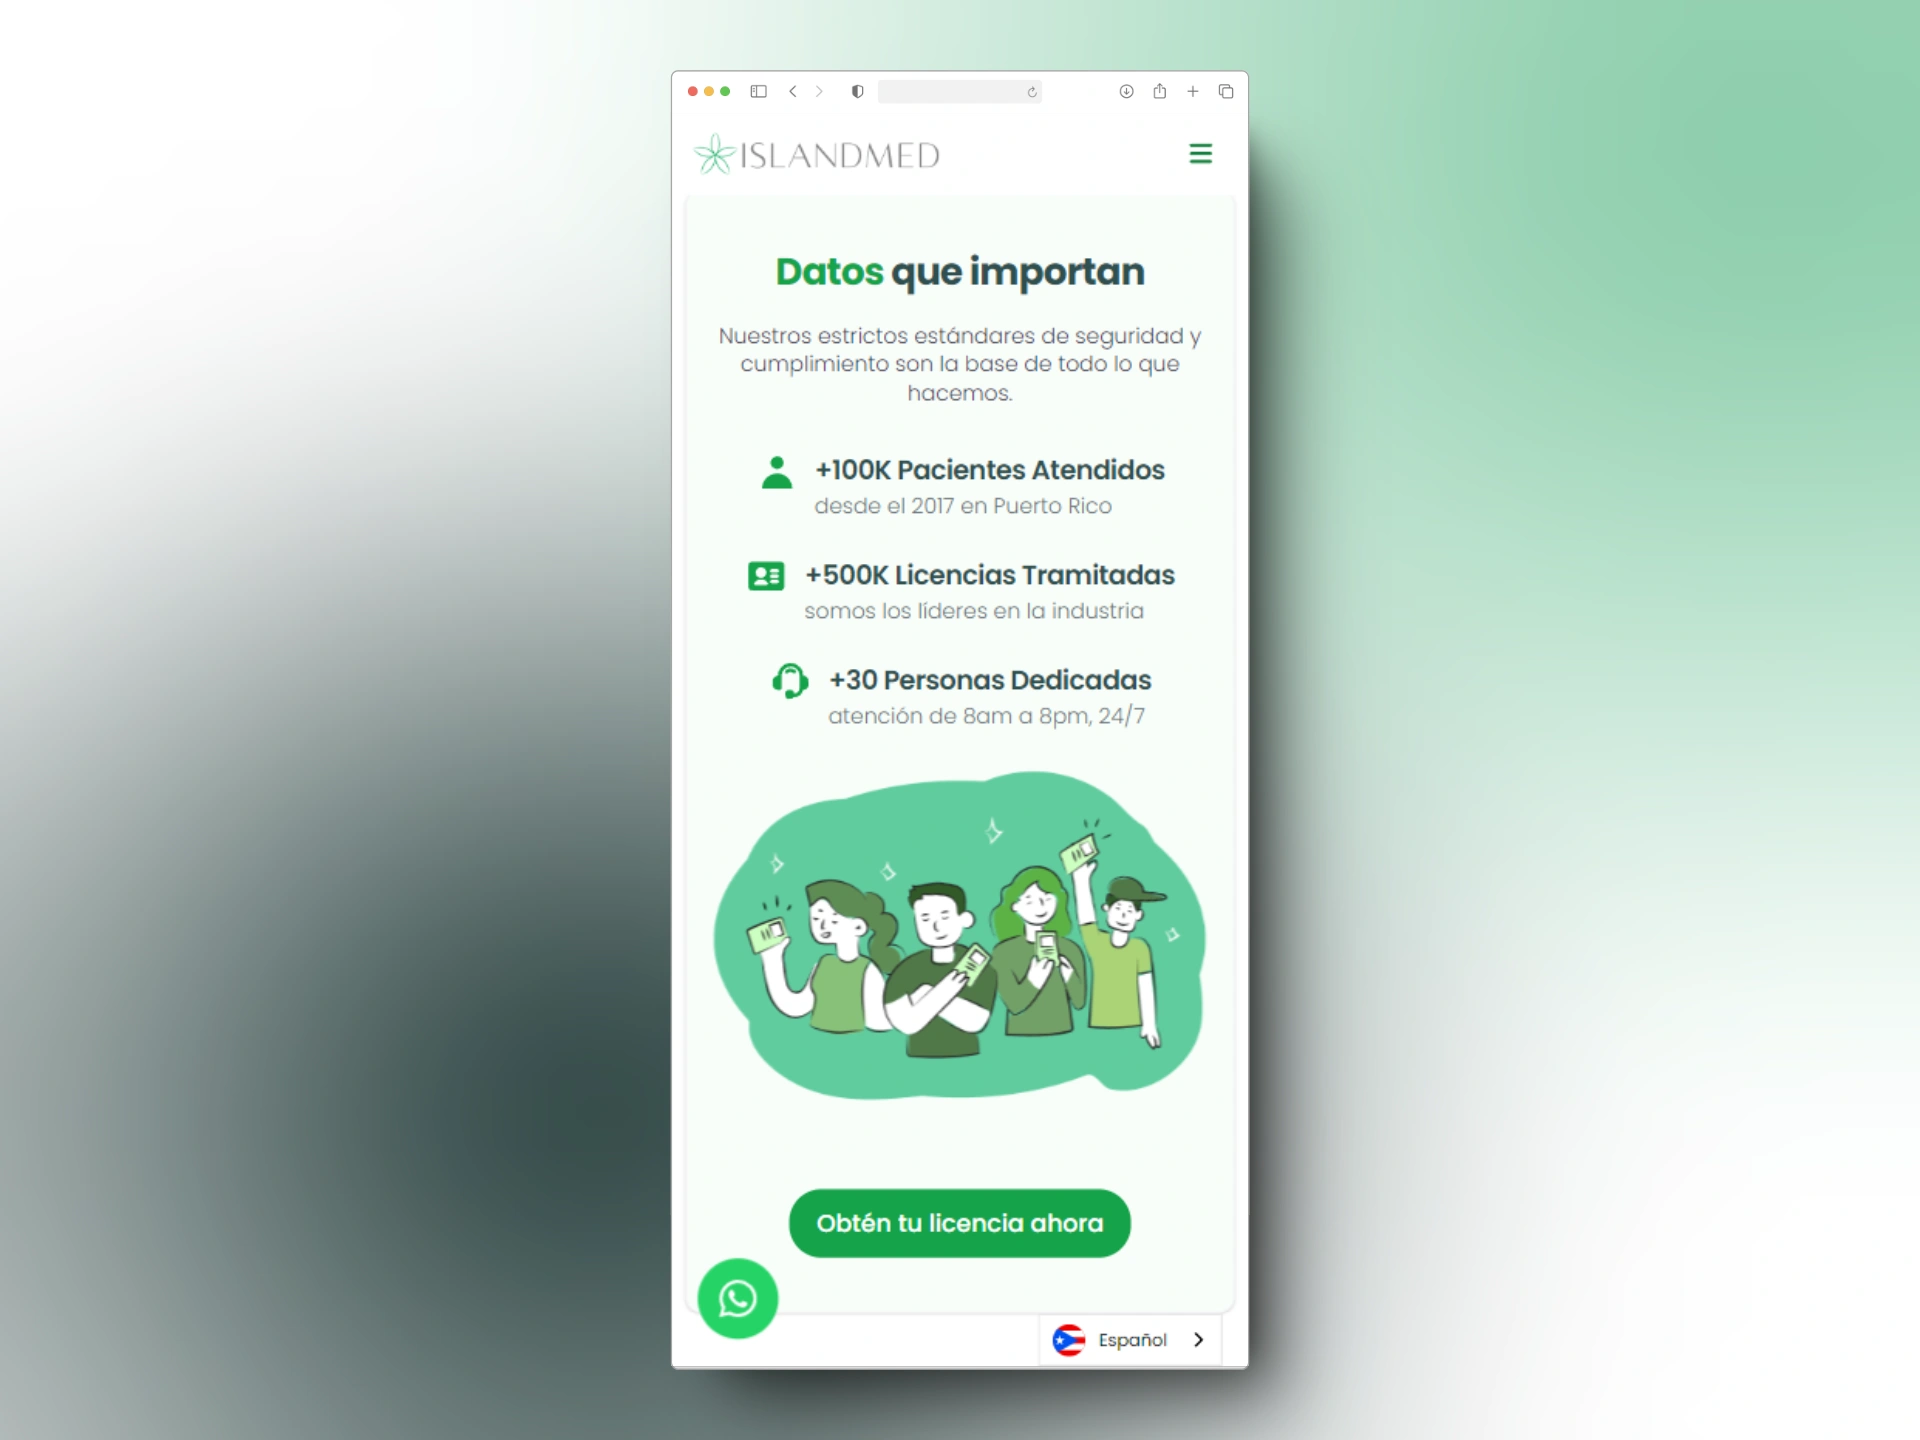 ISLANDMED
Datos que importan
Nuestros estrictos estándares de seguridad y
cumplimiento son la base de todo lo que
hacemos.
+100K Pacientes Atendidos
desde el 2017 en Puerto Rico
+500K Licencias Tramitadas
somos los líderes en la industria
+30 Personas Dedicadas
atención de 8am a 8pm, 24/7
Obtén tu licencia ahora
Español